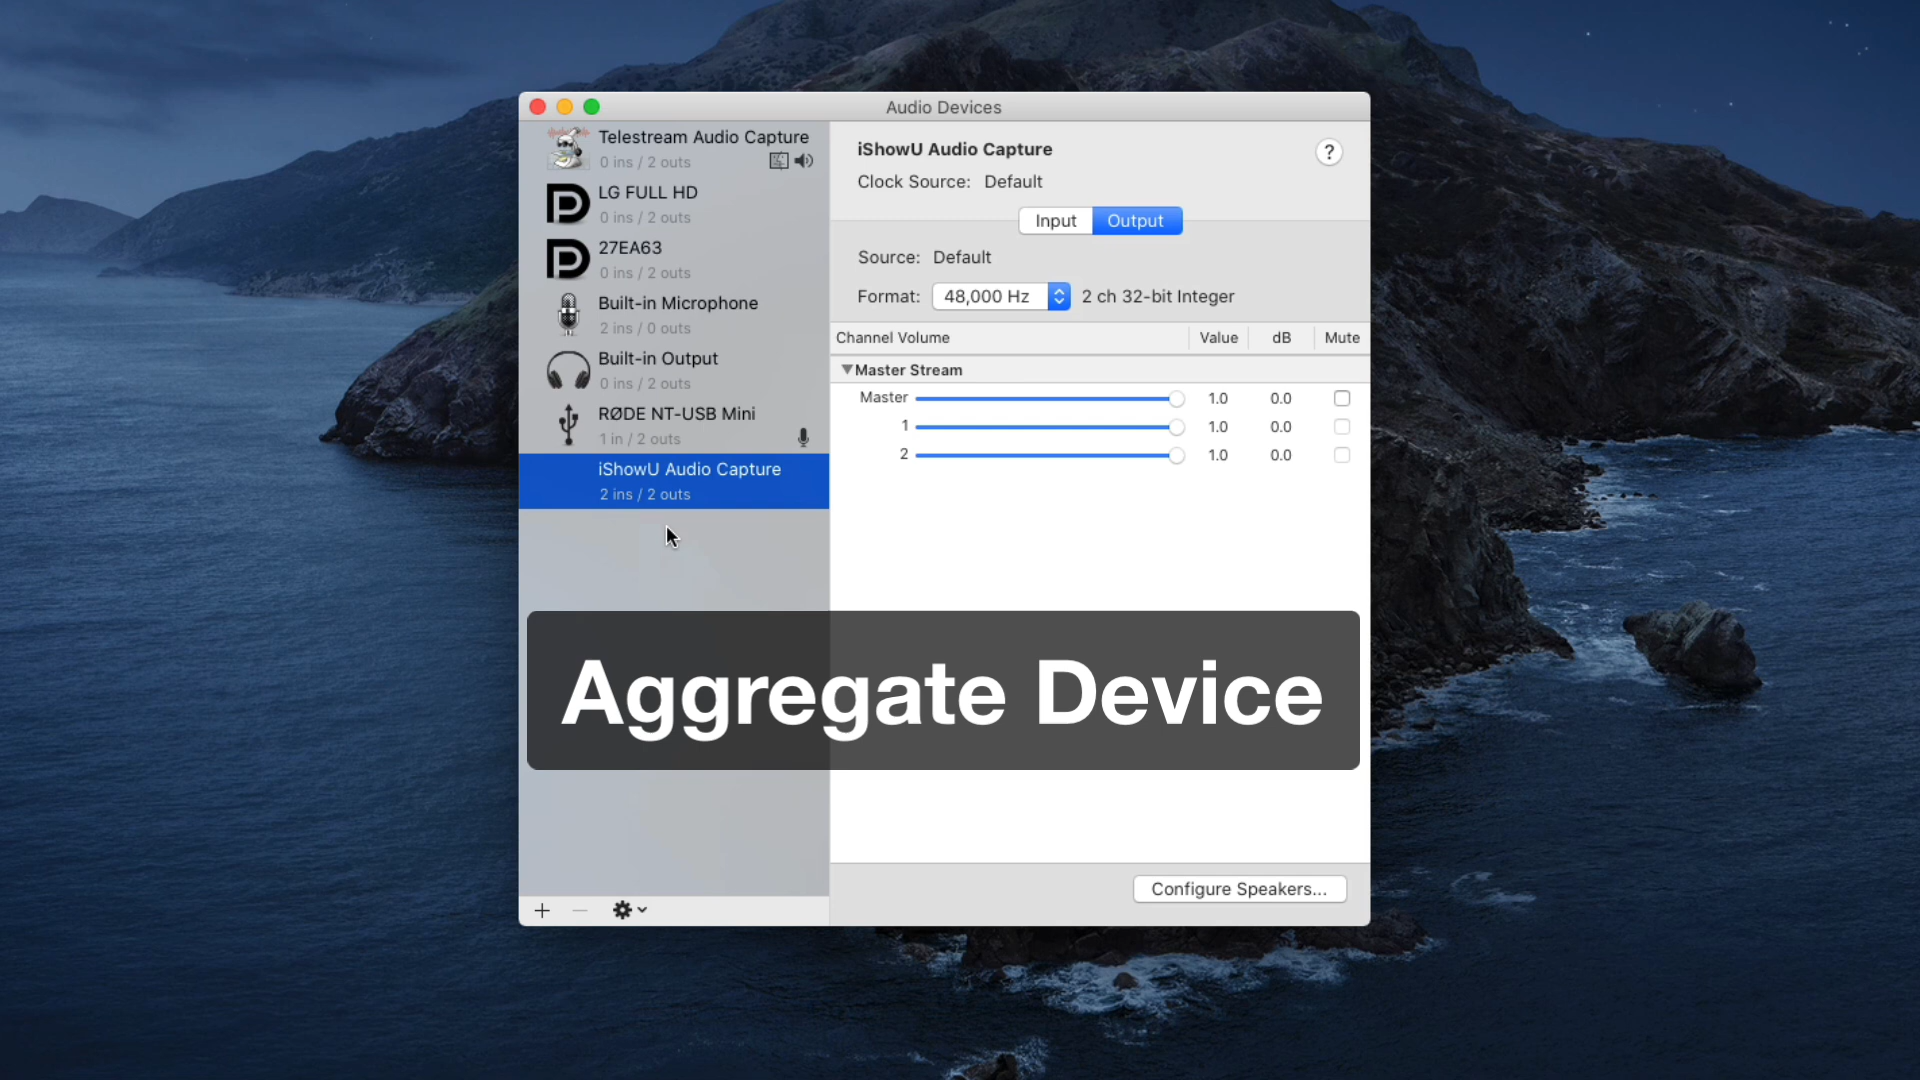 Audio Devices
Telestream Audio Capture
0 ins / 2 outs
LG FULL HD
0 ins / 2 outs
27EA63
0 ins / 2 outs
Built-in Microphone
2 ins / 0 outs
Built-in Output
0 ins / 2 outs
RØDE NT-USB Mini
1 in / 2 outs
iShowU Audio Capture
2 ins / 2 outs
iShowU Audio Capture
?
Clock Source: Default
Input Output
Source: Default
Format: 48,000 Hz 2 ch 32-bit Integer
Channel Volume Value dB Mute
Master Stream
Master 1.0 0.0
1 1.0 0.0
2 1.0 0.0
Aggregate Device
Configure Speakers...